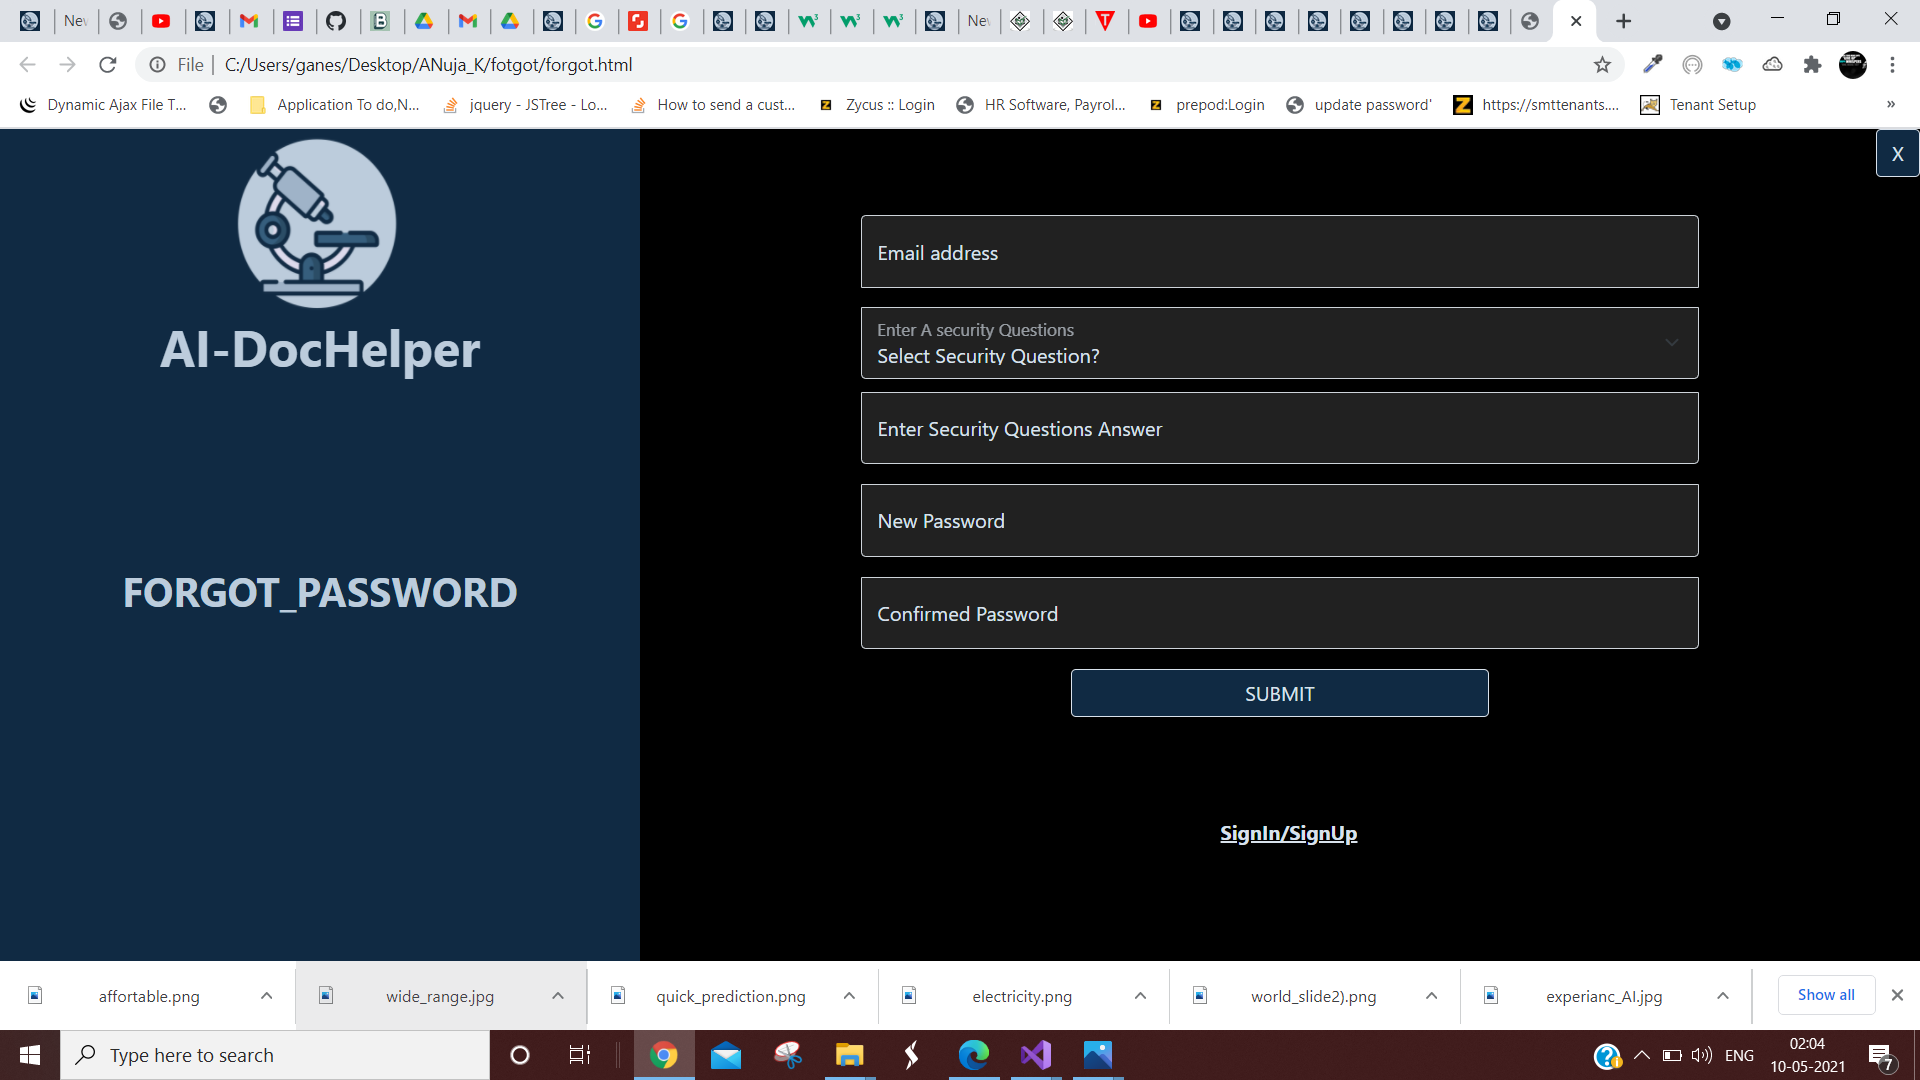 New
New
File
C:/Users/ganes/Desktop/ANuja_K/fotgot/forgot.html
Dynamic Ajax File T...
Application To do,N...
jquery - JSTree - Lo...
How to send a cust...
Zycus :: Login
HR Software, Payrol...
prepod:Login
update password'
https://smttenants....
Tenant Setup
»
X
AI-DocHelper
FORGOT_PASSWORD
Email address
Enter A security Questions
Select Security Question?
Enter Security Questions Answer
New Password
Confirmed Password
SUBMIT
SignIn/SignUp
affortable.png
wide_range.jpg
quick_prediction.png
electricity.png
world_slide2).png
experianc_AI.jpg
Show all
Type here to search
ENG
02:04
10-05-2021
7